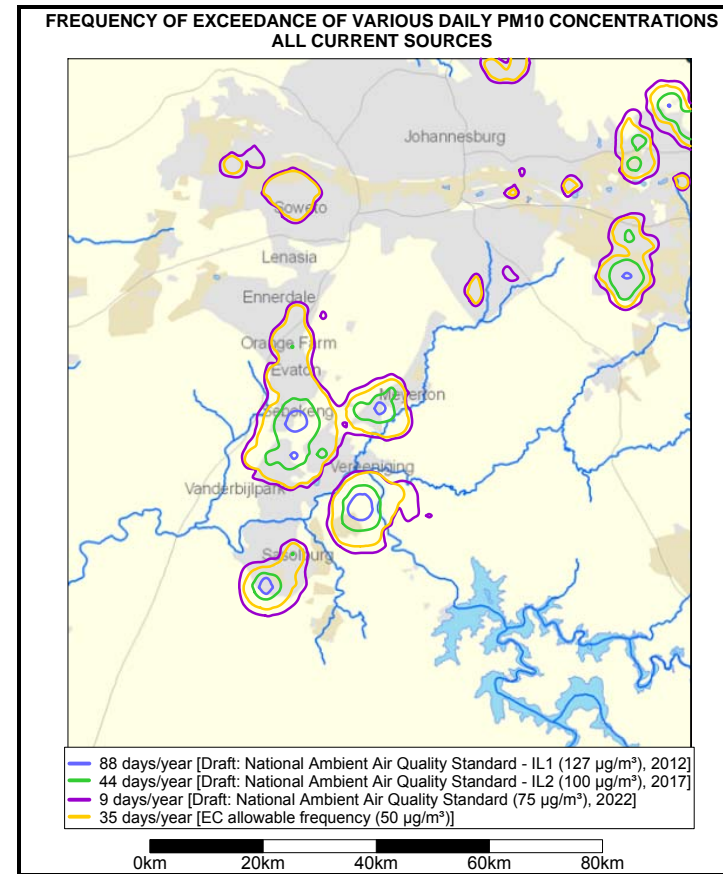 FREQUENCY OF EXCEEDANCE OF VARIOUS DAILY PM10 CONCENTRATIONS
ALL CURRENT SOURCES
Johannesburg
Soweto
Lenasia
Ennerdale
Orange Farm
Evaton
Meyerton
Sebokeng
Vereeniging
Vanderbijlpark
Sasolburg
88 days/year [Draft: National Ambient Air Quality Standard - IL1 (127 µg/m³), 2012]
44 days/year [Draft: National Ambient Air Quality Standard - IL2 (100 µg/m³), 2017]
9 days/year [Draft: National Ambient Air Quality Standard (75 µg/m³), 2022]
35 days/year [EC allowable frequency (50 µg/m³)]
0km 20km 40km 60km 80km